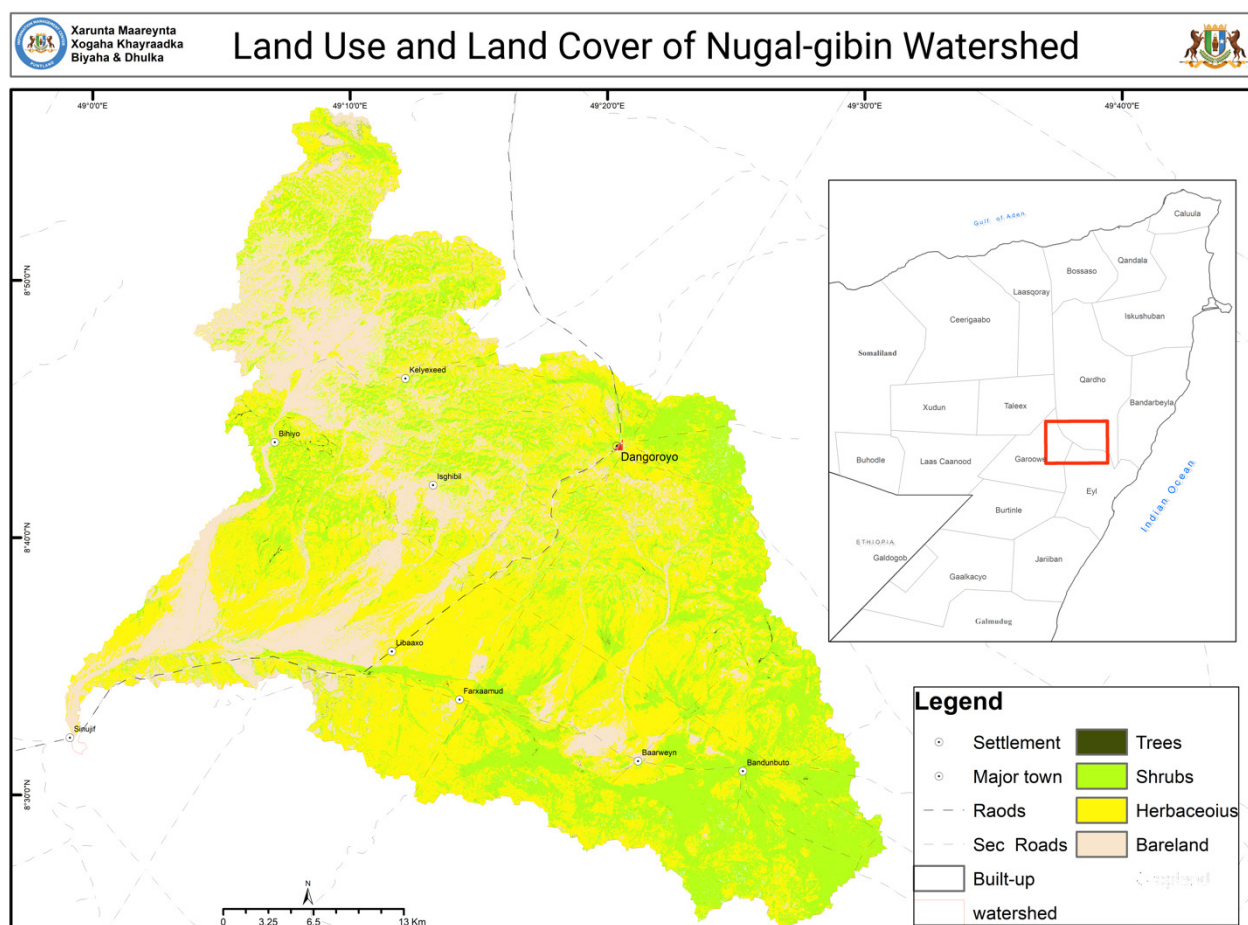 Xarunta Maareynta
Xogaha Khayraadka
Biyaha & Dhulka
Land Use and Land Cover of Nugal-gibin Watershed
PUNTLAND
49°0'0"E
49°10'0"E
49°20'0"E
49°30'0"E
49°40'0"E
8°50'0"N
8°40'0"N
8°30'0"N
Kelyexeed
Bihiyo
Dangoroyo
Isghibil
Libaaxo
Farxaamud
Sinujif
Baarweyn
Bandunbuto
N
0 3.25 6.5 13 Km
Gulf of Aden
Caluula
Qandala
Bossaso
Laasqoray
Ceerigaabo
Iskushuban
Somaliland
Qardho
Bandarbeyla
Xudun
Taleex
Buhodle
Laas Caanood
Garoowe
Eyl
Burtinle
Indian Ocean
ETHIOPIA
Galdogob
Jariiban
Gaalkacyo
Galmudug
Legend
Settlement
Major town
Raods
Sec Roads
Built-up
watershed
Trees
Shrubs
Herbaceoius
Bareland